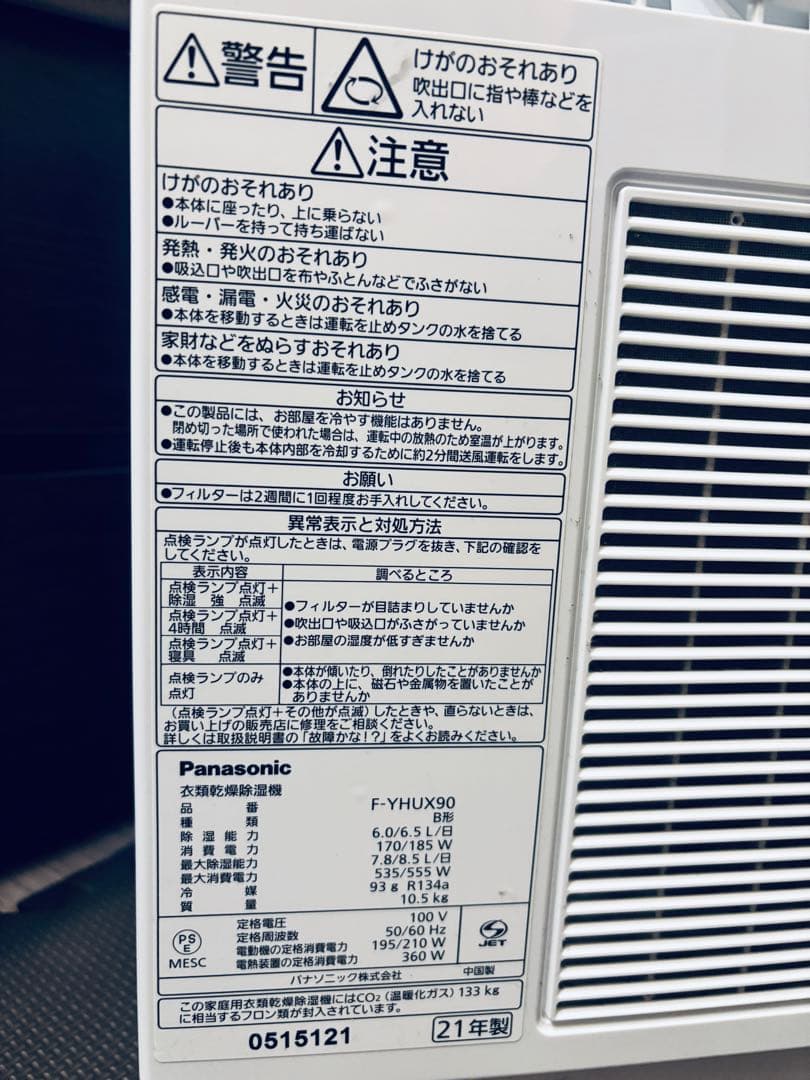 警告
けがのおそれあり
吹出口に指や棒などを
入れない
注意
けがのおそれあり
●本体に座ったり、上に乗らない
●ルーバーを持って持ち運ばない
発熱・発火のおそれあり
●吸込口や吹出口を布やふとんなどでふさがない
感電・漏電・火災のおそれあり
●本体を移動するときは運転を止めタンクの水を捨てる
家財などをぬらすおそれあり
●本体を移動するときは運転を止めタンクの水を捨てる
お知らせ
●この製品には、お部屋を冷やす機能はありません。
閉め切った場所で使われた場合は、運転中の放熱のため室温が上がります。
●運転停止後も本体内部を冷却するために約2分間送風運転をします。
お願い
●フィルターは2週間に1回程度お手入れしてください。
異常表示と対処方法
点検ランプが点灯したときは、電源プラグを抜き、下記の確認を
してください。
表示内容 調べるところ
点検ランプ点灯+
除湿 強 点滅
点検ランプ点灯+
4時間 点滅
点検ランプ点灯+
寝具 点滅
●フィルターが目詰まりしていませんか
●吹出口や吸込口がふさがっていませんか
●お部屋の湿度が低すぎませんか
点検ランプのみ
点灯
●本体が傾いたり、倒れたりしたことがありませんか
●本体の上に、磁石や金属物を置いたことが
ありませんか
(点検ランプ点灯+その他が点滅)したときや、直らないときは、
お買い上げの販売店に修理をご相談ください。
詳しくは取扱説明書の「故障かな!?」をよくお読みください。
Panasonic
衣類乾燥除湿機
品番 F-YHUX90
種類 B形
除湿能力 6.0/6.5 L/日
消費電力 170/185 W
最大除湿能力 7.8/8.5 L/日
最大消費電力 535/555 W
冷媒 93 g R134a
質量 10.5 kg
PS
E
MESC
定格電圧 100 V
定格周波数 50/60 Hz
電動機の定格消費電力 195/210 W
電熱装置の定格消費電力 360 W
JET
パナソニック株式会社 中国製
この家庭用衣類乾燥除湿機にはCO₂(温暖化ガス)133 kg
に相当するフロン類が封入されています。
0515121 21年製